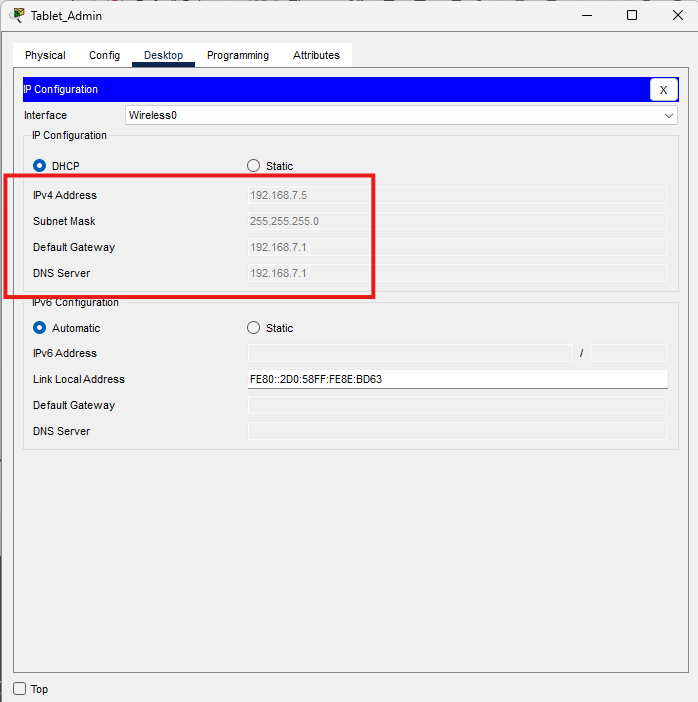 Tablet_Admin
Physical Config Desktop Programming Attributes
IP Configuration X
Interface Wireless0
IP Configuration
DHCP Static
IPv4 Address 192.168.7.5
Subnet Mask 255.255.255.0
Default Gateway 192.168.7.1
DNS Server 192.168.7.1
IPv6 Configuration
Automatic Static
IPv6 Address /
Link Local Address FE80::2D0:58FF:FE8E:BD63
Default Gateway
DNS Server
Top